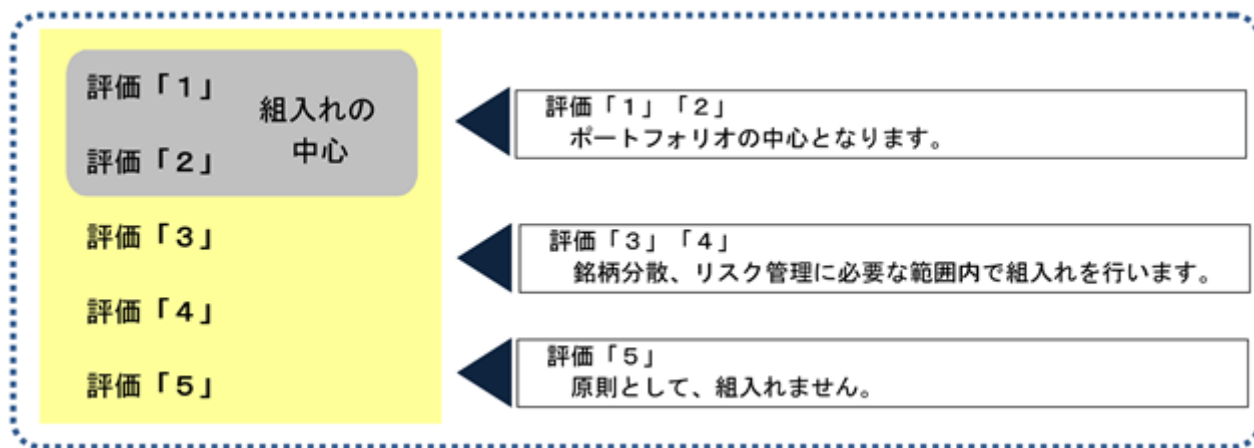 評価「１」
評価「２」
組入れの
中心
評価「３」
評価「４」
評価「５」
評価「１」「２」
ポートフォリオの中心となります。
評価「３」「４」
銘柄分散、リスク管理に必要な範囲内で組入れを行います。
評価「５」
原則として、組入れません。